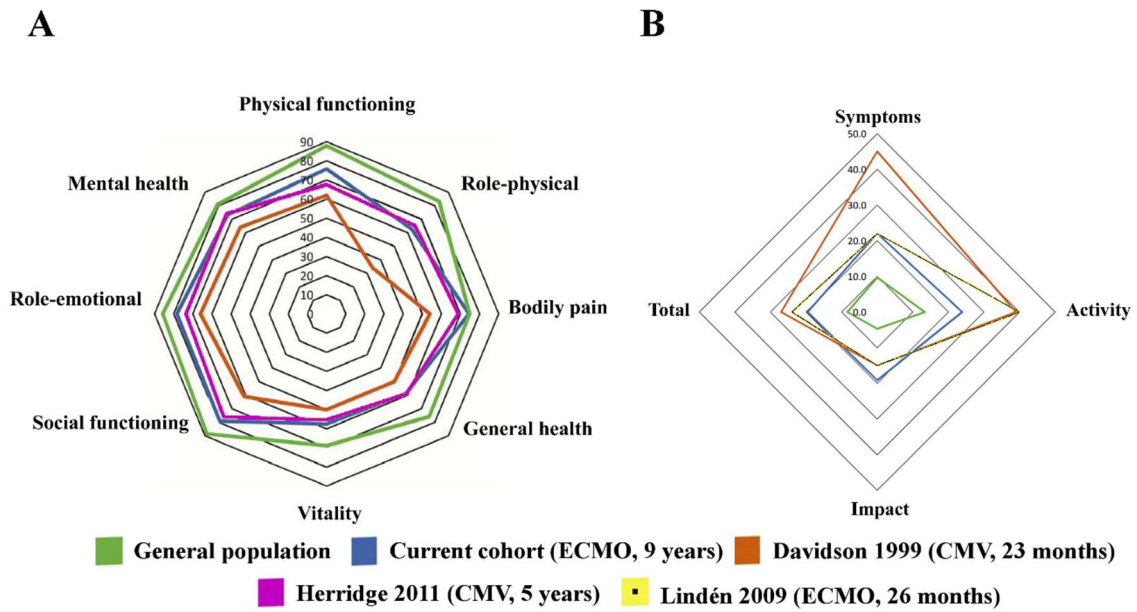 A
B
Physical functioning
Mental health
Role-physical
Role-emotional
Bodily pain
Social functioning
General health
Vitality
90
80
70
60
50
40
30
20
10
0
Symptoms
Total
Activity
Impact
50.0
40.0
30.0
20.0
10.0
0.0
General population
Current cohort (ECMO, 9 years)
Davidson 1999 (CMV, 23 months)
Herridge 2011 (CMV, 5 years)
Lindén 2009 (ECMO, 26 months)